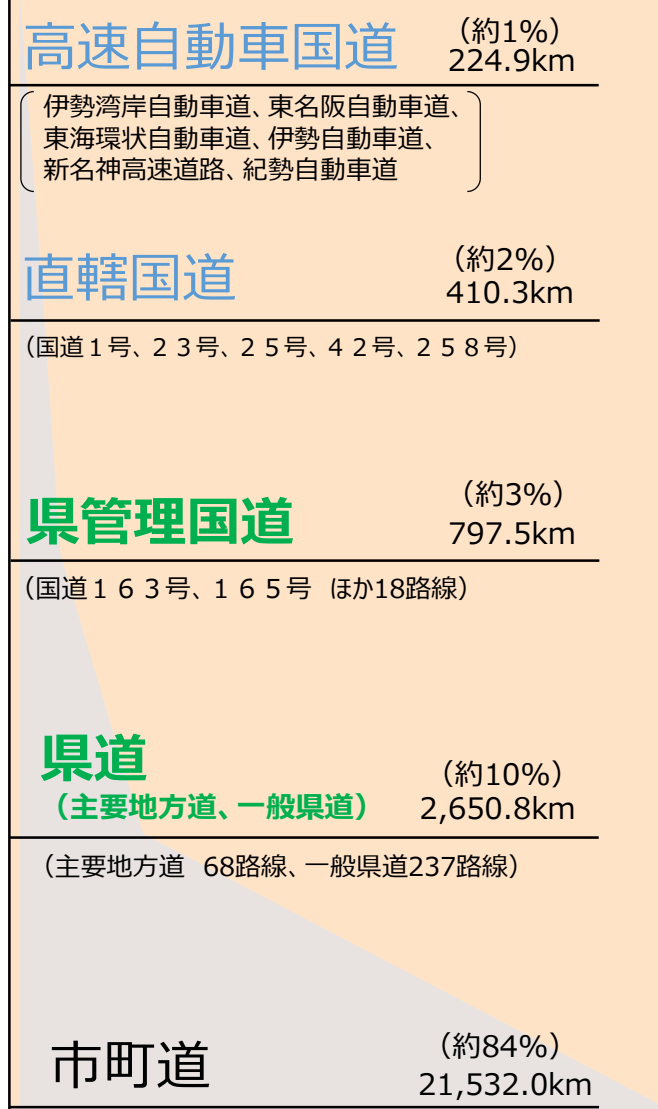 高速自動車国道 （約1%）
224.9km
伊勢湾岸自動車道、東名阪自動車道、
東海環状自動車道、伊勢自動車道、
新名神高速道路、紀勢自動車道
直轄国道 （約2%）
410.3km
（国道１号、２３号、２５号、４２号、２５８号）
県管理国道 （約3%）
797.5km
（国道１６３号、１６５号　ほか18路線）
県道
（約10%）
（主要地方道、一般県道） 2,650.8km
（主要地方道　68路線、一般県道237路線）
市町道 （約84%）
21,532.0km